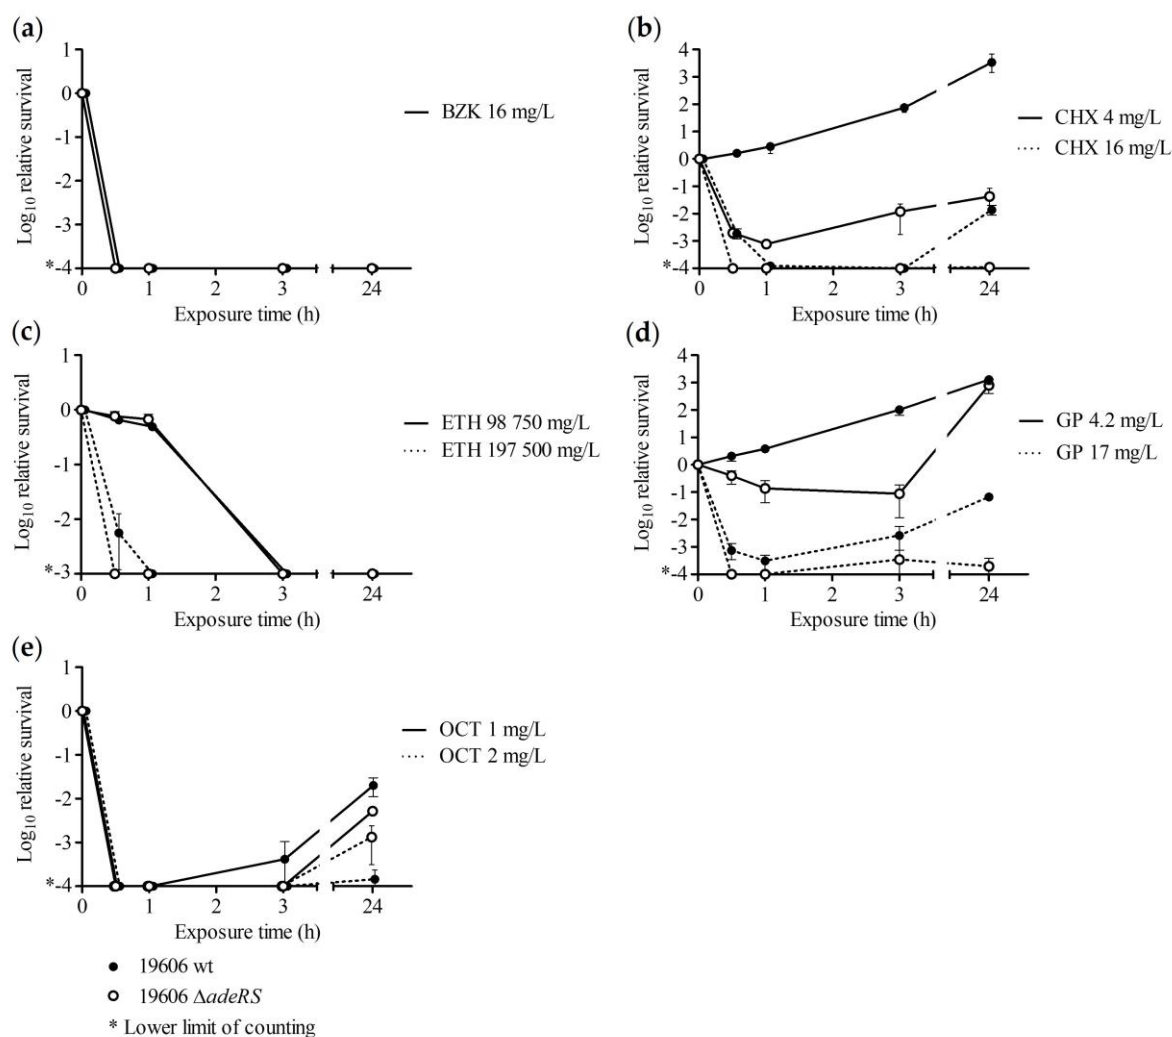 (a)
1
0
-1
-2
-3
*-4
Log10 relative survival
0 1 2 3 24
Exposure time (h)
BZK 16 mg/L
(b)
4
3
2
1
0
-1
-2
-3
*-4
Log10 relative survival
0 1 2 3 24
Exposure time (h)
CHX 4 mg/L
CHX 16 mg/L
(c)
1
0
-1
-2
*-3
Log10 relative survival
0 1 2 3 24
Exposure time (h)
ETH 98 750 mg/L
ETH 197 500 mg/L
(d)
4
3
2
1
0
-1
-2
-3
*-4
Log10 relative survival
0 1 2 3 24
Exposure time (h)
GP 4.2 mg/L
GP 17 mg/L
(e)
1
0
-1
-2
-3
*-4
Log10 relative survival
0 1 2 3 24
Exposure time (h)
OCT 1 mg/L
OCT 2 mg/L
19606 wt
19606 ΔadeRS
* Lower limit of counting